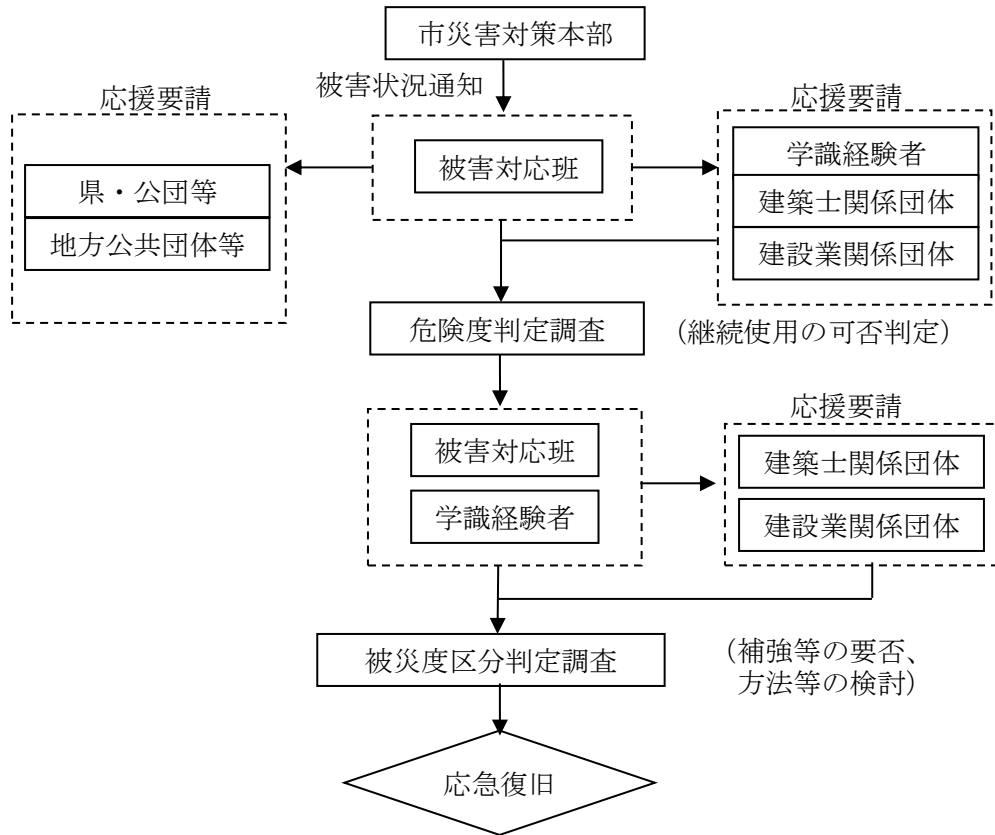 市災害対策本部
被害状況通知
応援要請
県・公団等
地方公共団体等
被害対応班
応援要請
学識経験者
建築士関係団体
建設業関係団体
危険度判定調査
（継続使用の可否判定）
被害対応班
学識経験者
応援要請
建築士関係団体
建設業関係団体
被災度区分判定調査
（補強等の要否、
方法等の検討）
応急復旧